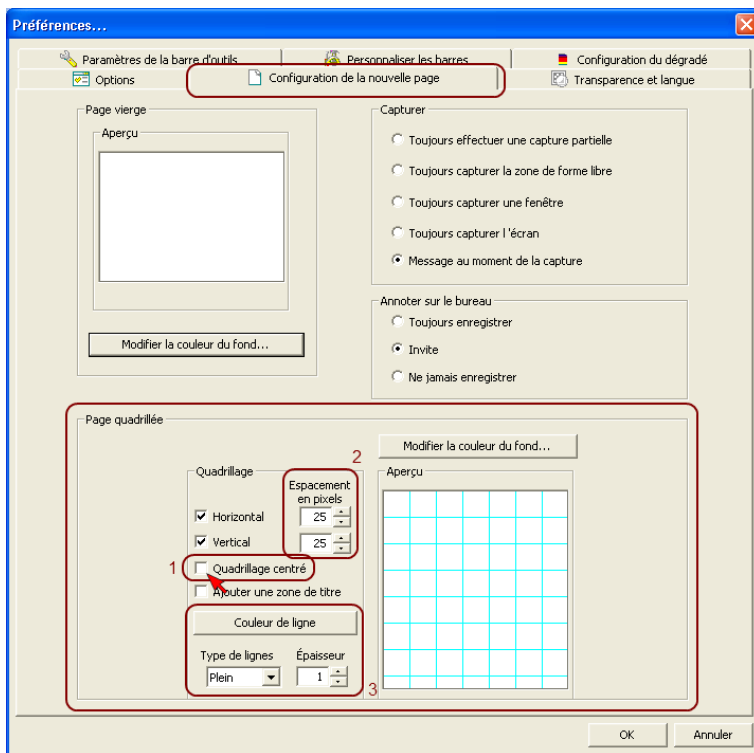 Préférences...
Paramètres de la barre d'outils
Personnaliser les barres
Configuration du dégradé
Options
Configuration de la nouvelle page
Transparence et langue
Page vierge
Aperçu
Modifier la couleur du fond...
Capturer
Toujours effectuer une capture partielle
Toujours capturer la zone de forme libre
Toujours capturer une fenêtre
Toujours capturer l'écran
Message au moment de la capture
Annoter sur le bureau
Toujours enregistrer
Invite
Ne jamais enregistrer
Page quadrillée
Modifier la couleur du fond...
2
Quadrillage
Espacement
en pixels
Horizontal
25
Vertical
25
1
Quadrillage centré
Ajouter une zone de titre
Couleur de ligne
Type de lignes
Épaisseur
Plein
1
3
Aperçu
OK
Annuler